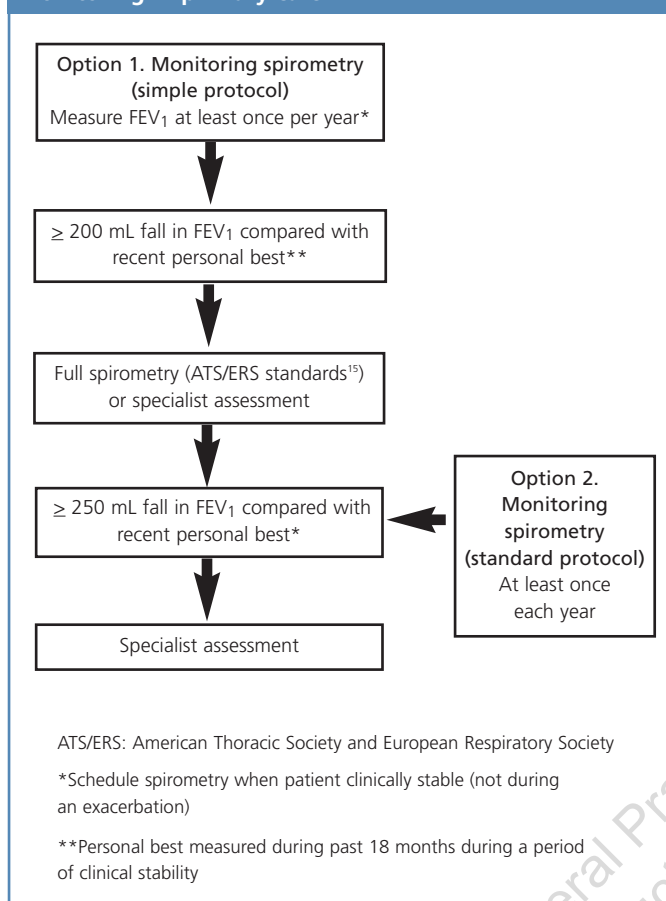 Option 1. Monitoring spirometry
(simple protocol)
Measure FEV₁ at least once per year*
≥ 200 mL fall in FEV₁ compared with
recent personal best**
Full spirometry (ATS/ERS standards¹⁵)
or specialist assessment
≥ 250 mL fall in FEV₁ compared with
recent personal best*
Option 2.
Monitoring
spirometry
(standard protocol)
At least once
each year
Specialist assessment
ATS/ERS: American Thoracic Society and European Respiratory Society
*Schedule spirometry when patient clinically stable (not during
an exacerbation)
**Personal best measured during past 18 months during a period
of clinical stability